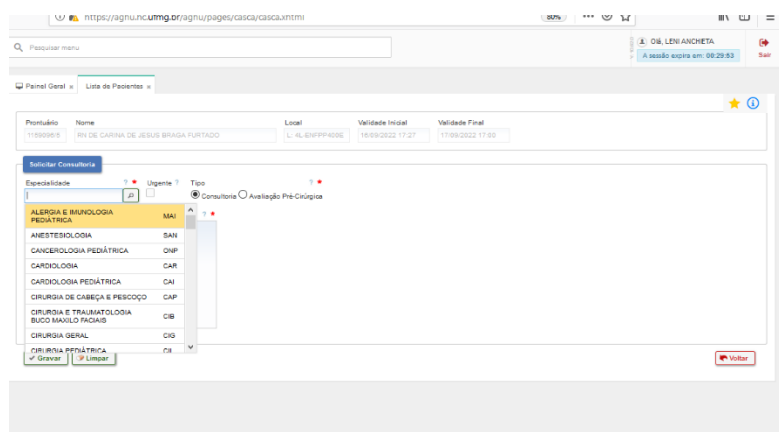 https://aghu.hc.ufmg.br/aghu/pages/casca/casca.xhtml 80%
Pesquisar menu
Olá, LENI ANCHIETA
A sessão expira em: 00:29:53 Sair
Painel Geral x Lista de Pacientes x
Prontuário Nome Local Validade Inicial Validade Final
RN DE CARINA DE JESUS BRAGA FURTADO 16/09/2022 17:27 17/09/2022 17:00
Solicitar Consultoria
Especialidade ? * Urgente ? Tipo ? *
Consultoria Avaliação Pré-Cirúrgica
? *
ALERGIA E IMUNOLOGIA PEDIÁTRICA MAI
ANESTESIOLOGIA SAN
CANCEROLOGIA PEDIÁTRICA ONP
CARDIOLOGIA CAR
CARDIOLOGIA PEDIÁTRICA CAI
CIRURGIA DE CABEÇA E PESCOÇO CAP
CIRURGIA E TRAUMATOLOGIA BUCO MAXILO FACIAIS CIB
CIRURGIA GERAL CIG
CIRURGIA PEDIÁTRICA
Gravar Limpar Voltar